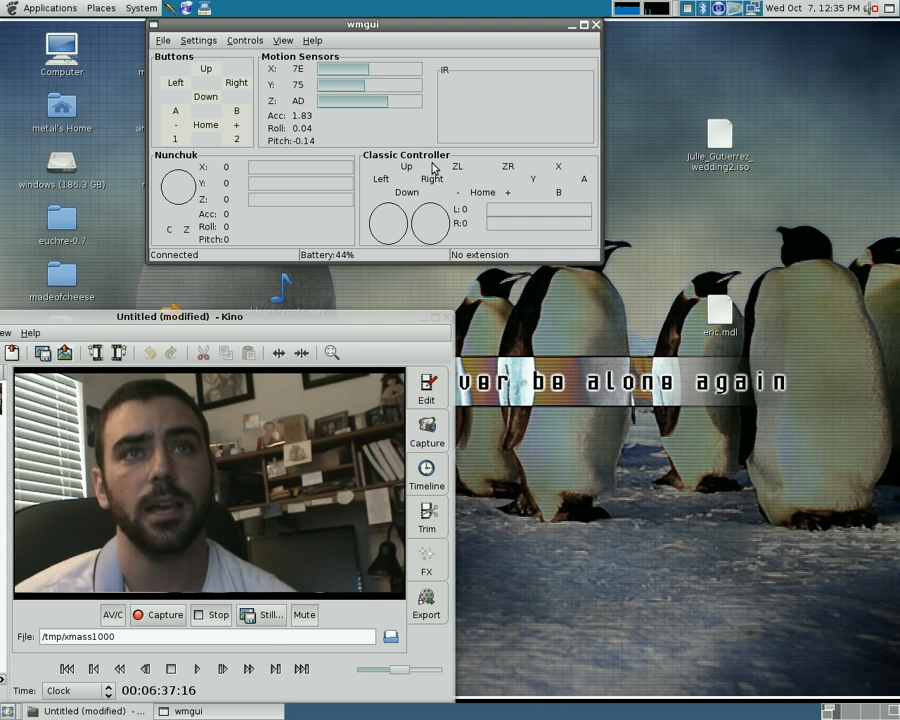 Applications Places System
Wed Oct 7, 12:35 PM
wmgui
File Settings Controls View Help
Buttons
Up
Left Right
Down
A B
- Home +
1 2
Motion Sensors
X: 7E
Y: 75
Z: AD
Acc: 1.83
Roll: 0.04
Pitch:-0.14
IR
Nunchuk
X: 0
Y: 0
Z: 0
Acc: 0
Roll: 0
Pitch:0
C Z
Classic Controller
Up ZL ZR X
Left Right Y A
Down - Home + B
L: 0
R:0
Connected Battery:44% No extension
Computer
metal's Home
windows (186.3 GB)
euchre-0.7
madeofcheese
Julie_Gutierrez_
wedding2.iso
eric.mdl
ver be alone again
Untitled (modified) - Kino
ew Help
Edit
Capture
Timeline
Trim
FX
Export
AV/C Capture Stop Still... Mute
File: /tmp/xmass1000
Time: Clock 00:06:37:16
Untitled (modified) - ... wmgui